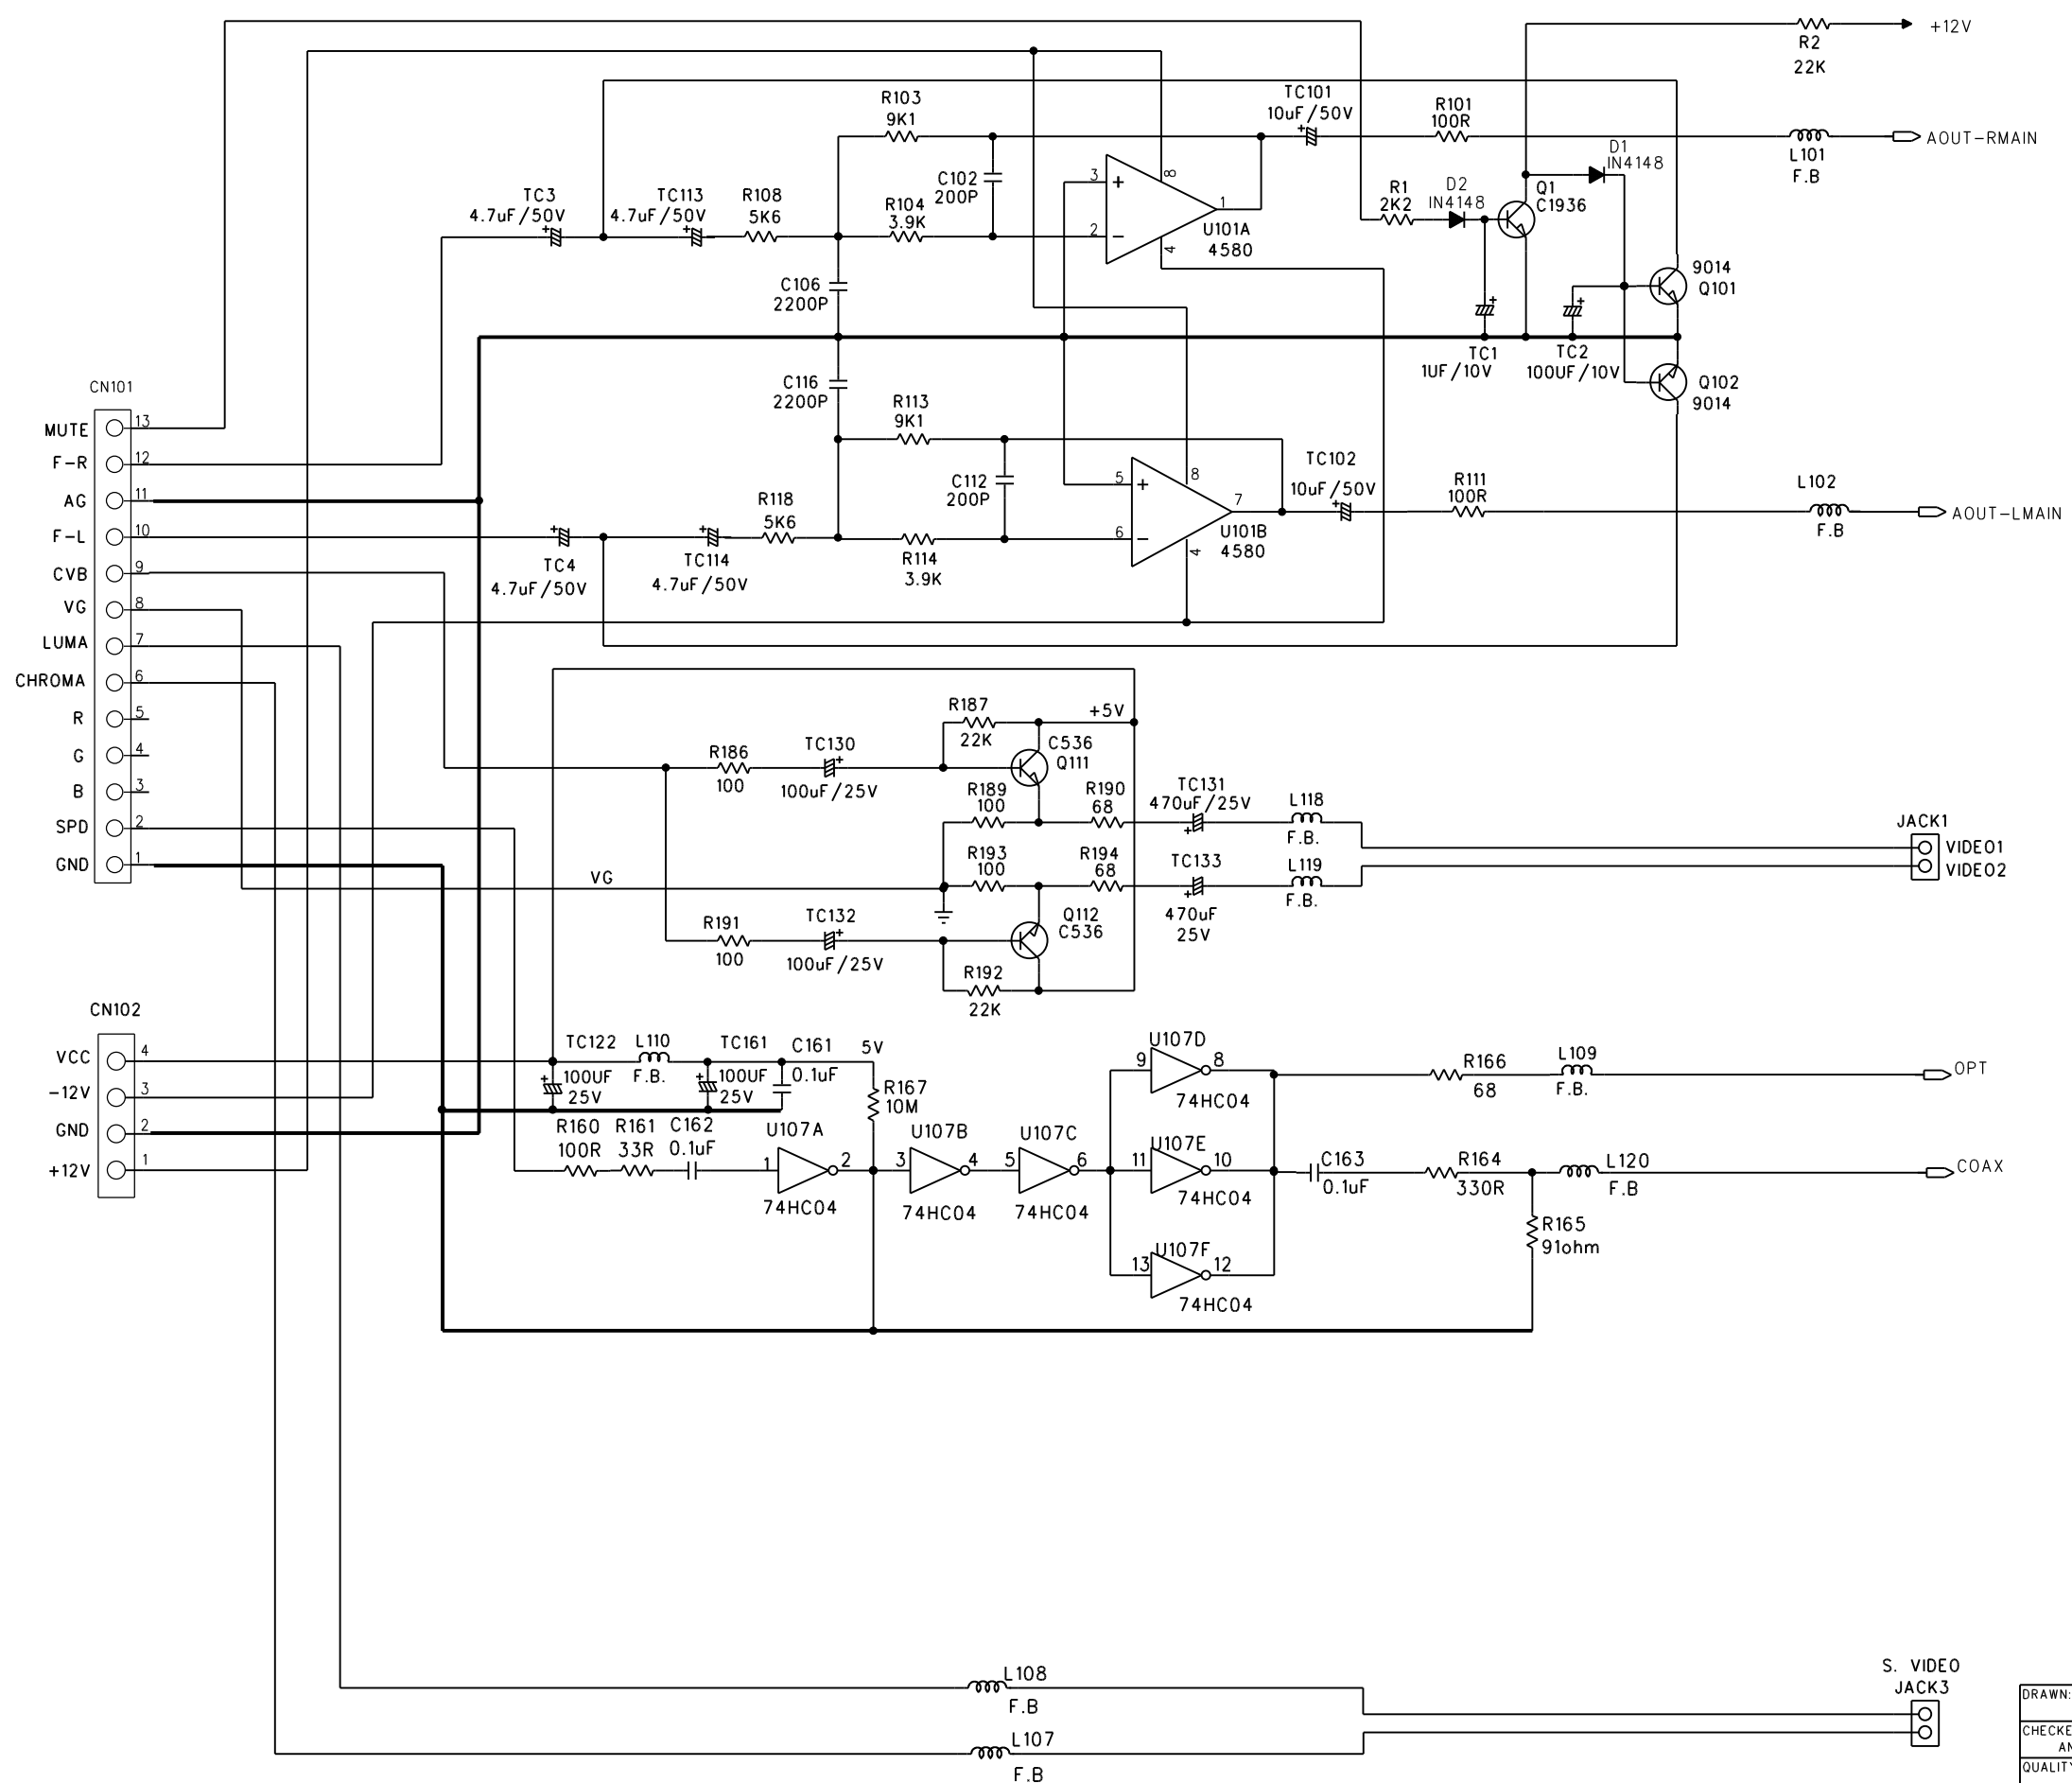 +12V
R2
22K
TC101
10uF/50V
R101
100R
L101
F.B
AOUT-RMAIN
R103
9K1
C102
200P
R104
3.9K
TC3
4.7uF/50V
TC113
4.7uF/50V
R108
5K6
3
2
8
1
4
U101A
4580
R1
2K2
D2
IN4148
Q1
C1936
D1
IN4148
9014
Q101
C106
2200P
TC1
1UF/10V
TC2
100UF/10V
Q102
9014
C116
2200P
R113
9K1
C112
200P
R118
5K6
TC4
4.7uF/50V
TC114
4.7uF/50V
R114
3.9K
5
6
8
7
4
U101B
4580
TC102
10uF/50V
R111
100R
L102
F.B
AOUT-LMAIN
CN101
MUTE 13
F-R 12
AG 11
F-L 10
CVB 9
VG 8
LUMA 7
CHROMA 6
R 5
G 4
B 3
SPD 2
GND 1
R187
22K
+5V
C536
Q111
R186
100
TC130
100uF/25V
R189
100
R190
68
TC131
470uF/25V
L118
F.B.
JACK1
VIDEO1
VIDEO2
VG
R193
100
R194
68
TC133
470uF
25V
L119
F.B.
R191
100
TC132
100uF/25V
Q112
C536
R192
22K
CN102
VCC 4
-12V 3
GND 2
+12V 1
TC122
100UF
25V
L110
F.B.
TC161
100UF
25V
C161
0.1uF
5V
R167
10M
R160
100R
R161
33R
C162
0.1uF
U107A
1
2
74HC04
U107B
3
4
74HC04
U107C
5
6
74HC04
U107D
9
8
74HC04
U107E
11
10
74HC04
U107F
13
12
74HC04
R166
68
L109
F.B.
OPT
C163
0.1uF
R164
330R
L120
F.B
COAX
R165
91ohm
L108
F.B
L107
F.B
S. VIDEO
JACK3
DRAWN:
CHECKE
AN
QUALITY